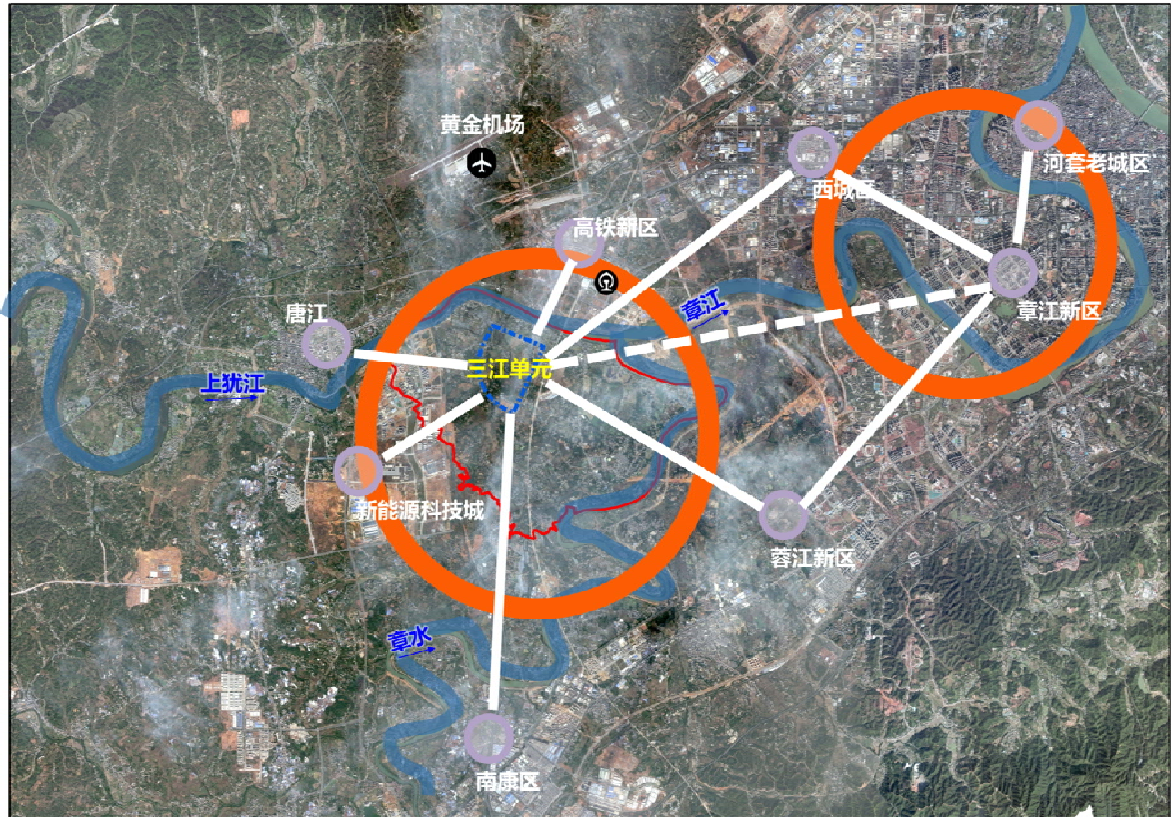 黄金机场
河套老城区
西城区
高铁新区
章江新区
章江
唐江
三江单元
上犹江
新能源科技城
蓉江新区
章水
南康区